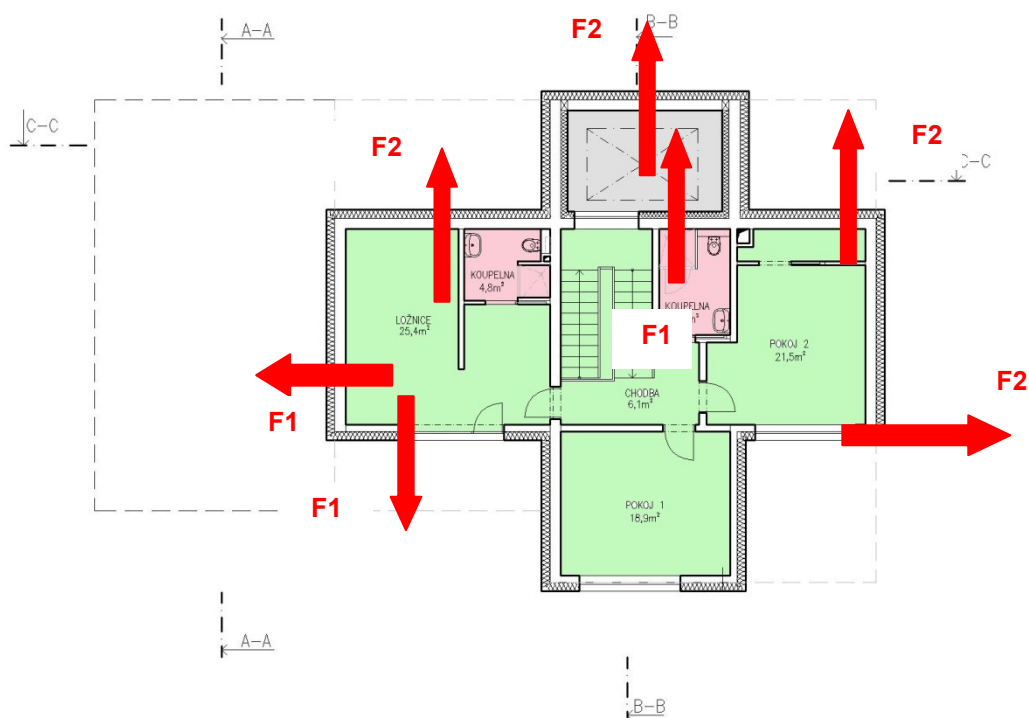 A-A
F2
B-B
C-C
F2
F2
C-C
KOUPELNA
4,8m²
LOŽNICE
25,4m²
KOUPELNA
F1
POKOJ 2
21,5m²
F2
CHODBA
6,1m²
F1
F1
POKOJ 1
18,9m²
A-A
B-B